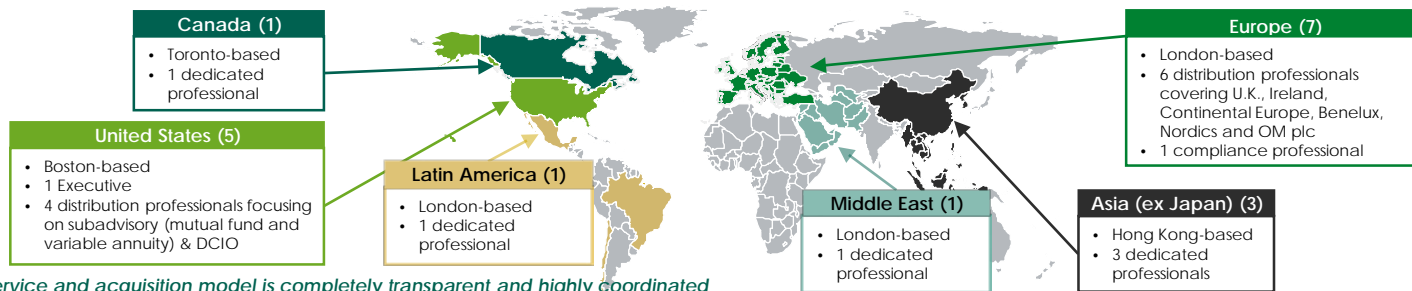 Canada (1)
• Toronto-based
• 1 dedicated
professional
United States (5)
• Boston-based
• 1 Executive
• 4 distribution professionals focusing
on subadvisory (mutual fund and
variable annuity) & DCIO
Latin America (1)
• London-based
• 1 dedicated
professional
Middle East (1)
• London-based
• 1 dedicated
professional
Europe (7)
• London-based
• 6 distribution professionals
covering U.K., Ireland,
Continental Europe, Benelux,
Nordics and OM plc
• 1 compliance professional
Asia (ex Japan) (3)
• Hong Kong-based
• 3 dedicated
professionals
ervice and acquisition model is completely transparent and highly coordinated